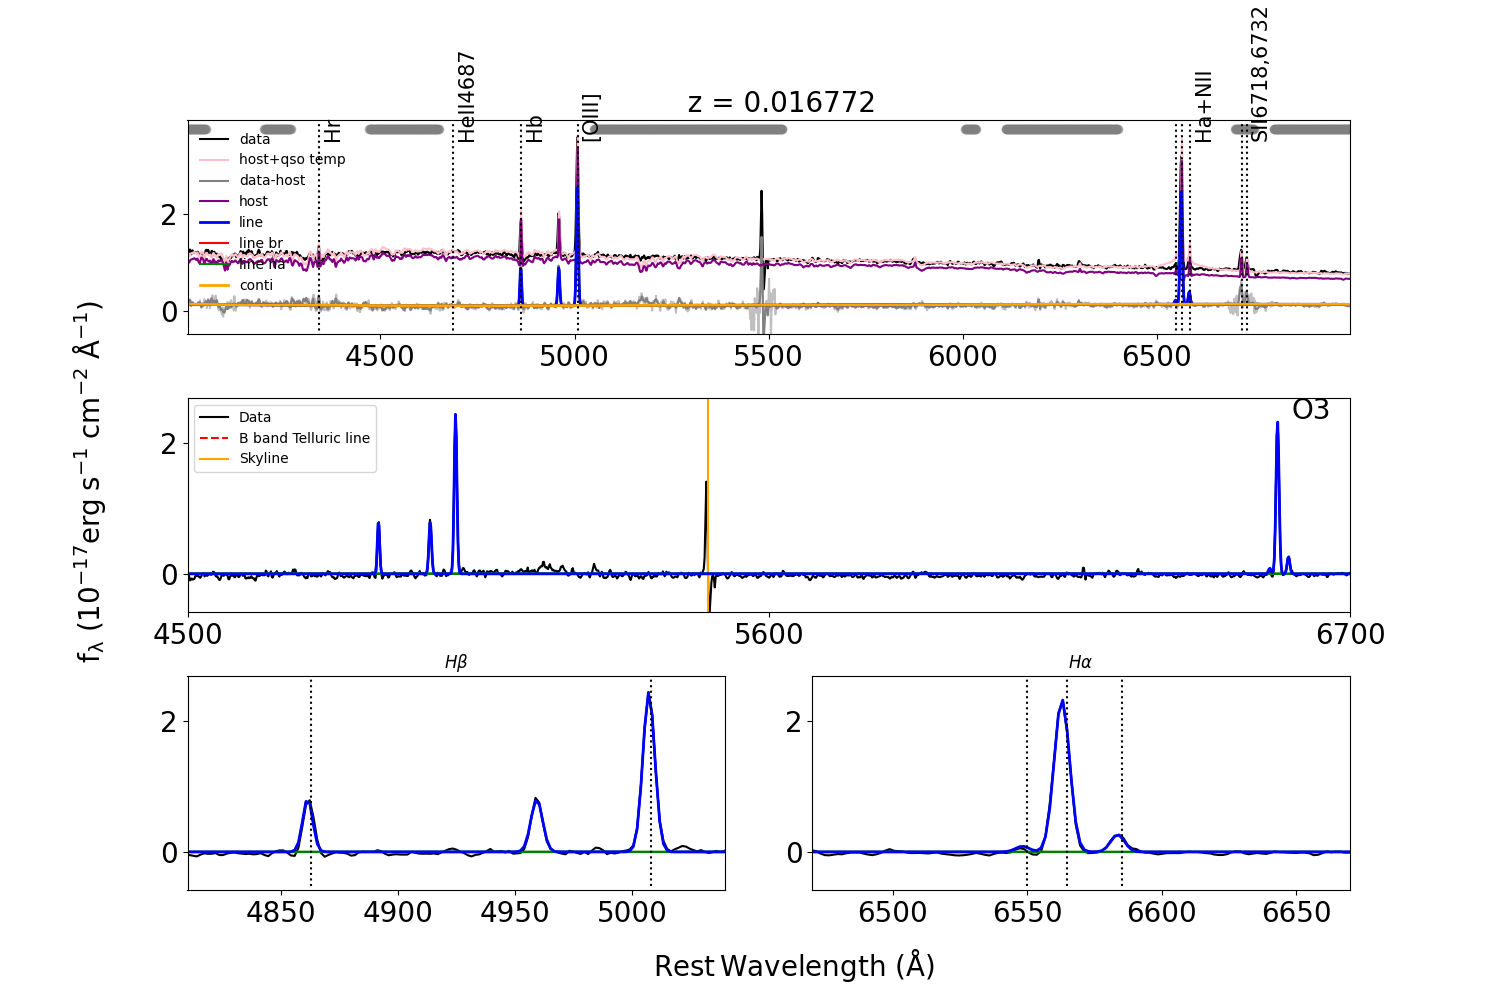 z = 0.016772
Hr
HeII4687
Hb
[OIII]
Ha+NII
SII6718,6732
data
host+qso temp
data-host
host
line
line br
line na
conti
2
0
4500
5000
5500
6000
6500
fλ (10⁻¹⁷erg s⁻¹ cm⁻² Å⁻¹)
O3
Data
B band Telluric line
Skyline
2
0
4500
5600
6700
Hβ
2
0
4850
4900
4950
5000
Hα
2
0
6500
6550
6600
6650
Rest Wavelength (Å)